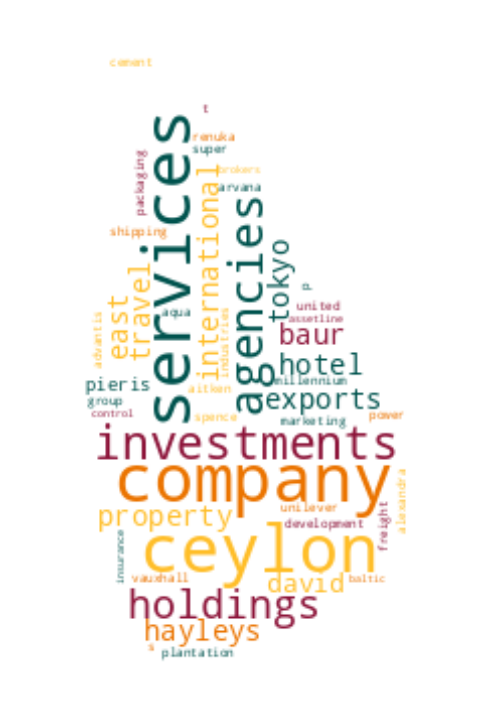 cement
t
renuka
super
services
packaging
brokers
arvana
international
agencies
shipping
tokyo
p
east
travel
united
aqua
assetline
advantis
industries
baur
hotel
millennium
pieris
aitken
group
exports
control
spence
marketing
power
investments
company
alexandra
unilever
property
freight
development
ceylon
insurance
vauxhall
david
baltic
holdings
hayleys
s
plantation